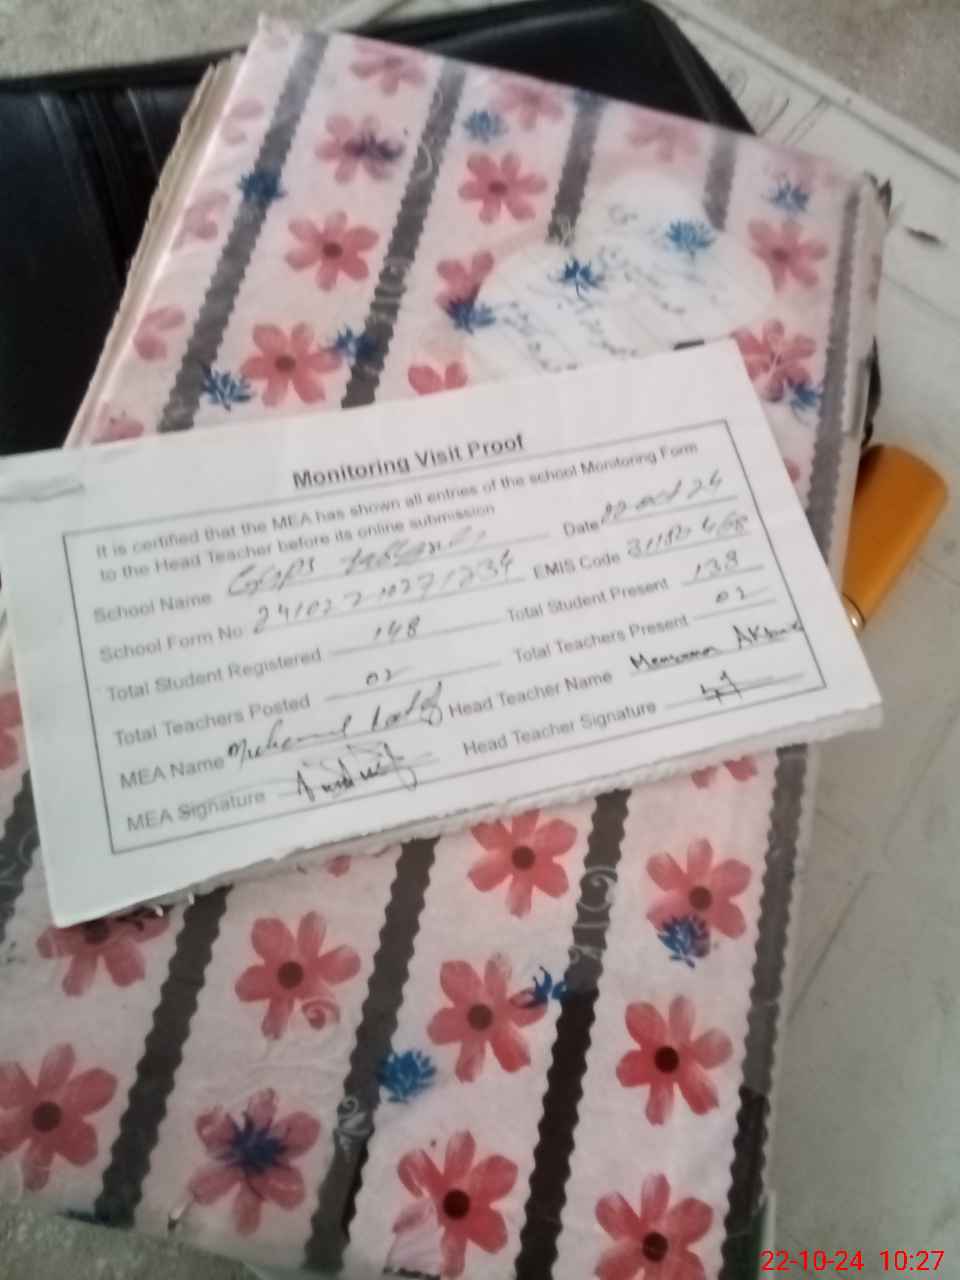 Monitoring Visit Proof
It is certified that the MEA has shown all entries of the school Monitoring Form
to the Head Teacher before its online submission
School Name GGPS Date 22 oct 24
School Form No 241022-10271234 EMIS Code
Total Student Registered 148 Total Student Present 138
Total Teachers Posted 02 Total Teachers Present 02
MEA Name Head Teacher Name
MEA Signature Head Teacher Signature
22-10-24 10:27